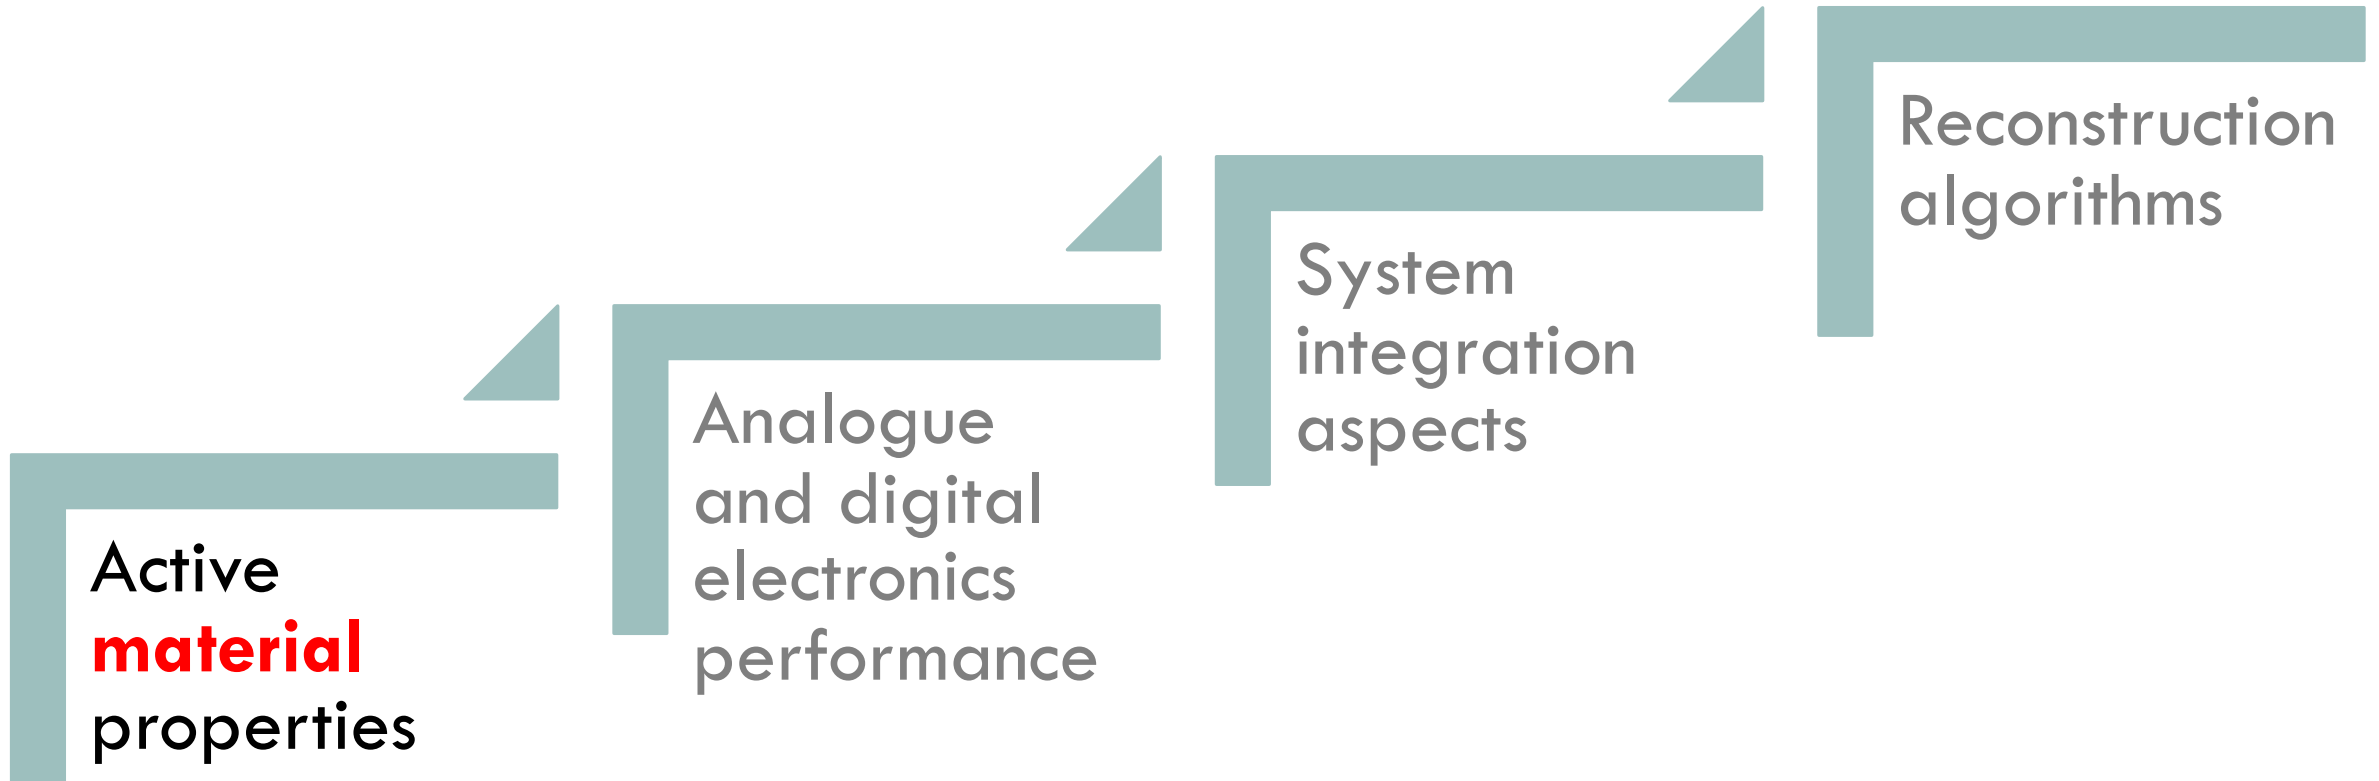 Active
material
properties
Analogue
and digital
electronics
performance
System
integration
aspects
Reconstruction
algorithms